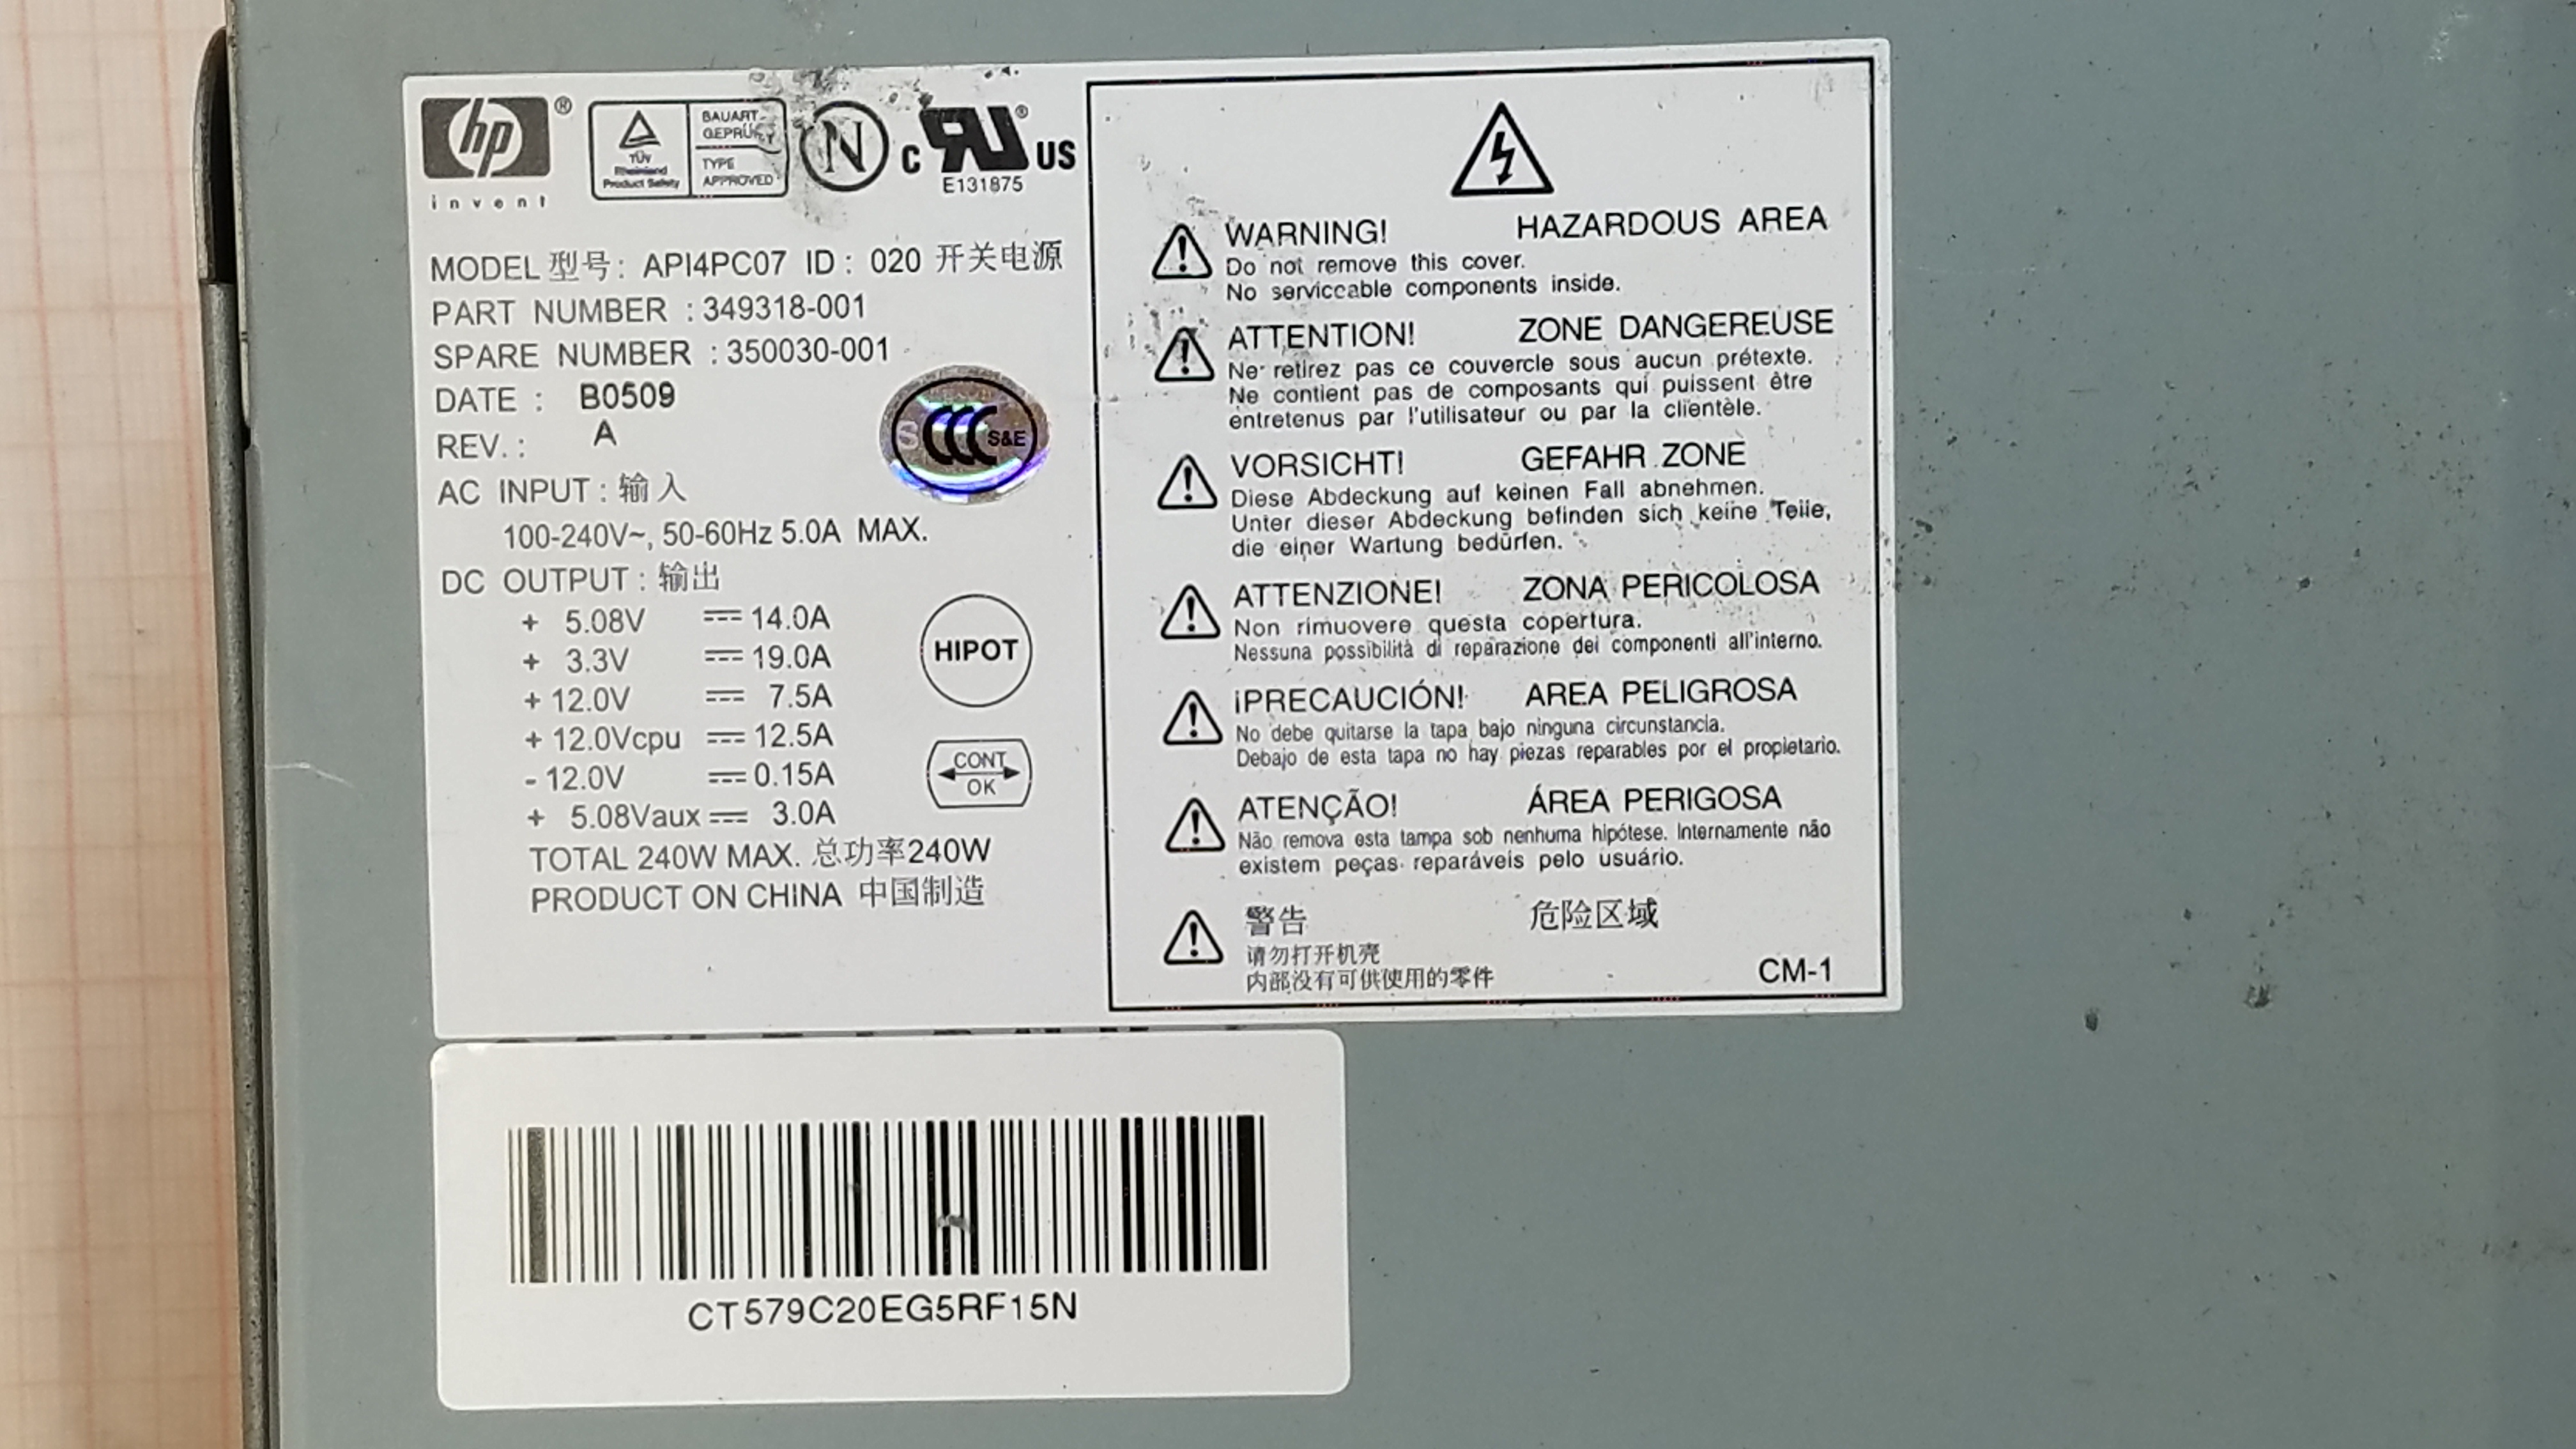 hp ®
invent
TÜV
Rheinland
Product Safety
BAUART
GEPRÜFT
TYPE
APPROVED
N
c RU ® US
E131875
MODEL 型号: API4PC07 ID: 020 开关电源
PART NUMBER :349318-001
SPARE NUMBER :350030-001
DATE : B0509
REV. : A
CCC S&E
AC INPUT : 输入
100-240V~, 50-60Hz 5.0A MAX.
DC OUTPUT : 输出
+ 5.08V ⎓ 14.0A
+ 3.3V ⎓ 19.0A
+ 12.0V ⎓ 7.5A
+ 12.0Vcpu ⎓ 12.5A
- 12.0V ⎓ 0.15A
+ 5.08Vaux ⎓ 3.0A
HIPOT
CONT
OK
TOTAL 240W MAX. 总功率240W
PRODUCT ON CHINA 中国制造
WARNING! HAZARDOUS AREA
Do not remove this cover.
No serviceable components inside.
ATTENTION! ZONE DANGEREUSE
Ne retirez pas ce couvercle sous aucun prétexte.
Ne contient pas de composants qui puissent être
entretenus par l'utilisateur ou par la clientèle.
VORSICHT! GEFAHR ZONE
Diese Abdeckung auf keinen Fall abnehmen.
Unter dieser Abdeckung befinden sich keine Teile,
die einer Wartung bedürfen.
ATTENZIONE! ZONA PERICOLOSA
Non rimuovere questa copertura.
Nessuna possibilità di reparazione dei componenti all'interno.
¡PRECAUCIÓN! AREA PELIGROSA
No debe quitarse la tapa bajo ninguna circunstancia.
Debajo de esta tapa no hay piezas reparables por el propietario.
ATENÇÃO! ÁREA PERIGOSA
Não remova esta tampa sob nenhuma hipótese. Internamente não
existem peças reparáveis pelo usuário.
警告 危险区域
请勿打开机壳
内部没有可供使用的零件
CM-1
CT579C20EG5RF15N